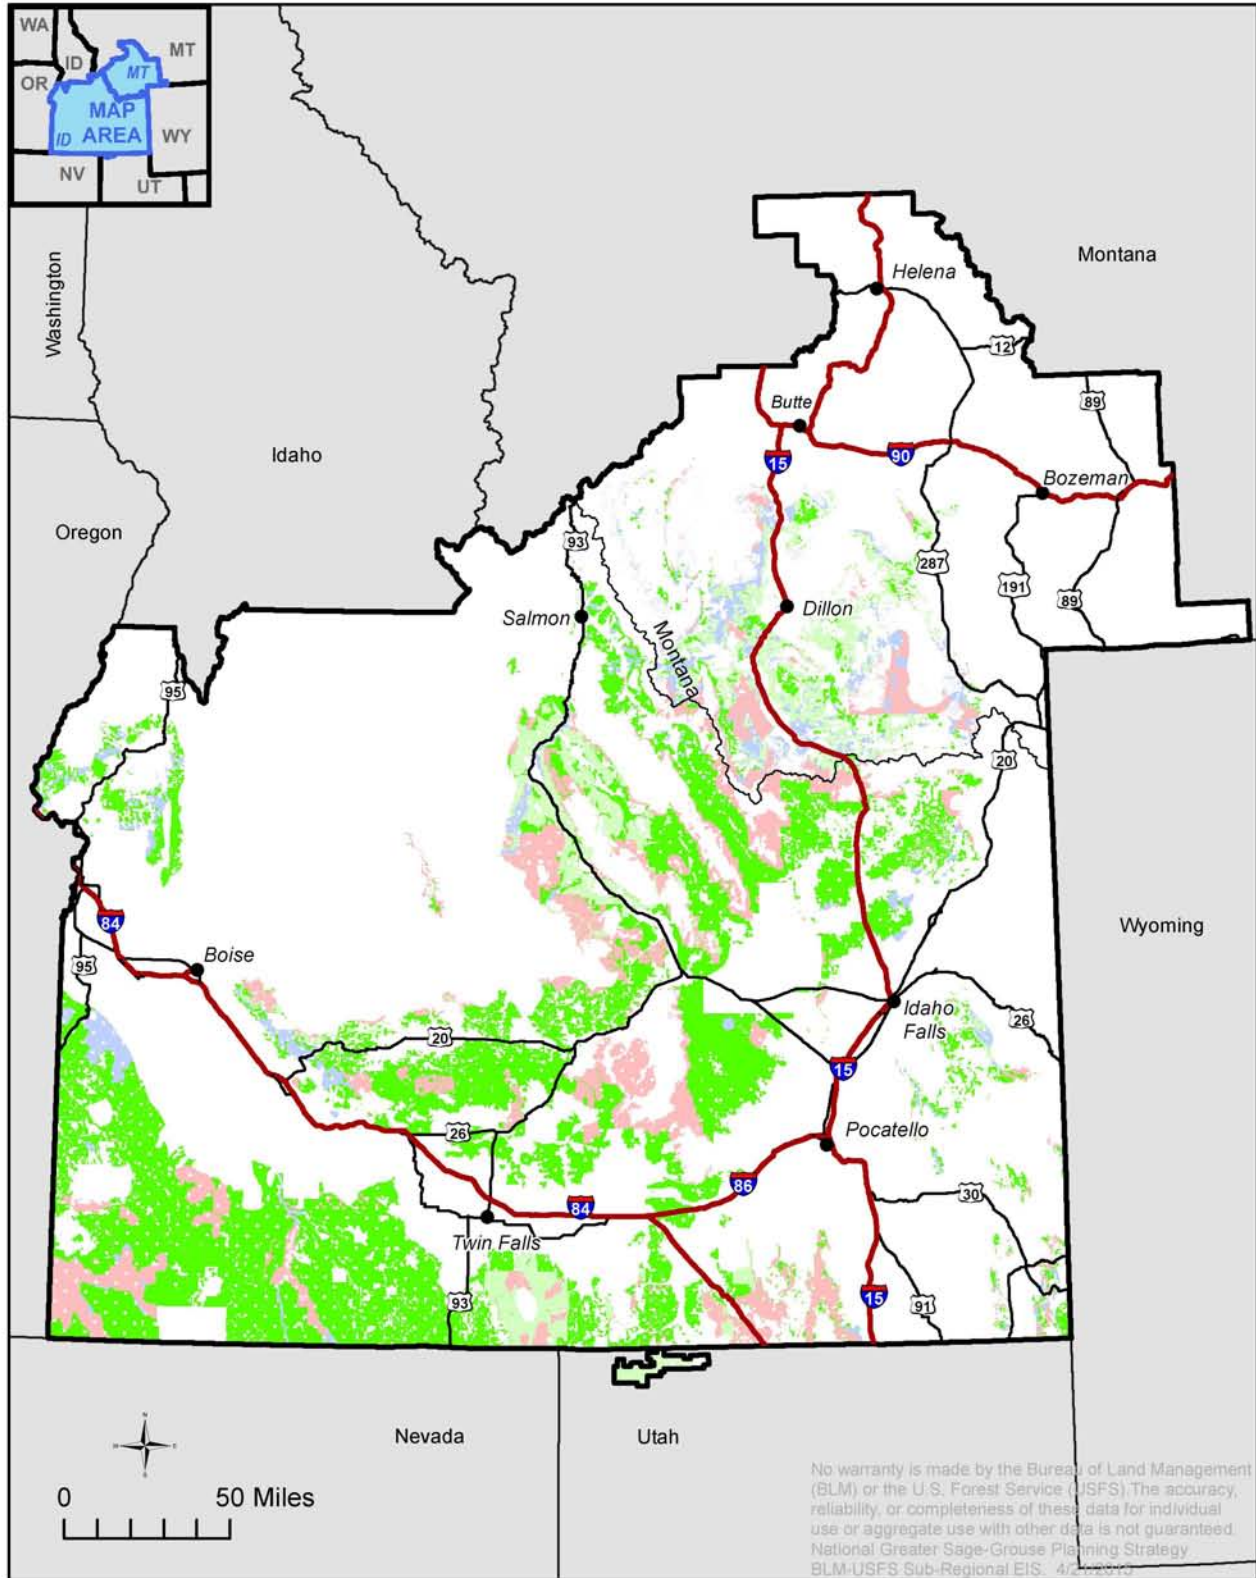 WA
MT
ID
MT
OR
MAP
AREA
ID
WY
NV
UT
Washington
Montana
Helena
12
Butte
89
15
90
Idaho
Bozeman
Oregon
93
287
191
89
Salmon
Dillon
Montana
95
20
84
Wyoming
Boise
95
Idaho
Falls
26
20
15
26
Pocatello
86
30
84
Twin Falls
93
15
91
N
W
E
S
Nevada
Utah
0
50 Miles
No warranty is made by the Bureau of Land Management
(BLM) or the U.S. Forest Service (USFS).The accuracy,
reliability, or completeness of these data for individual
use or aggregate use with other data is not guaranteed.
National Greater Sage-Grouse Planning Strategy
BLM-USFS Sub-Regional EIS. 4/21/2015